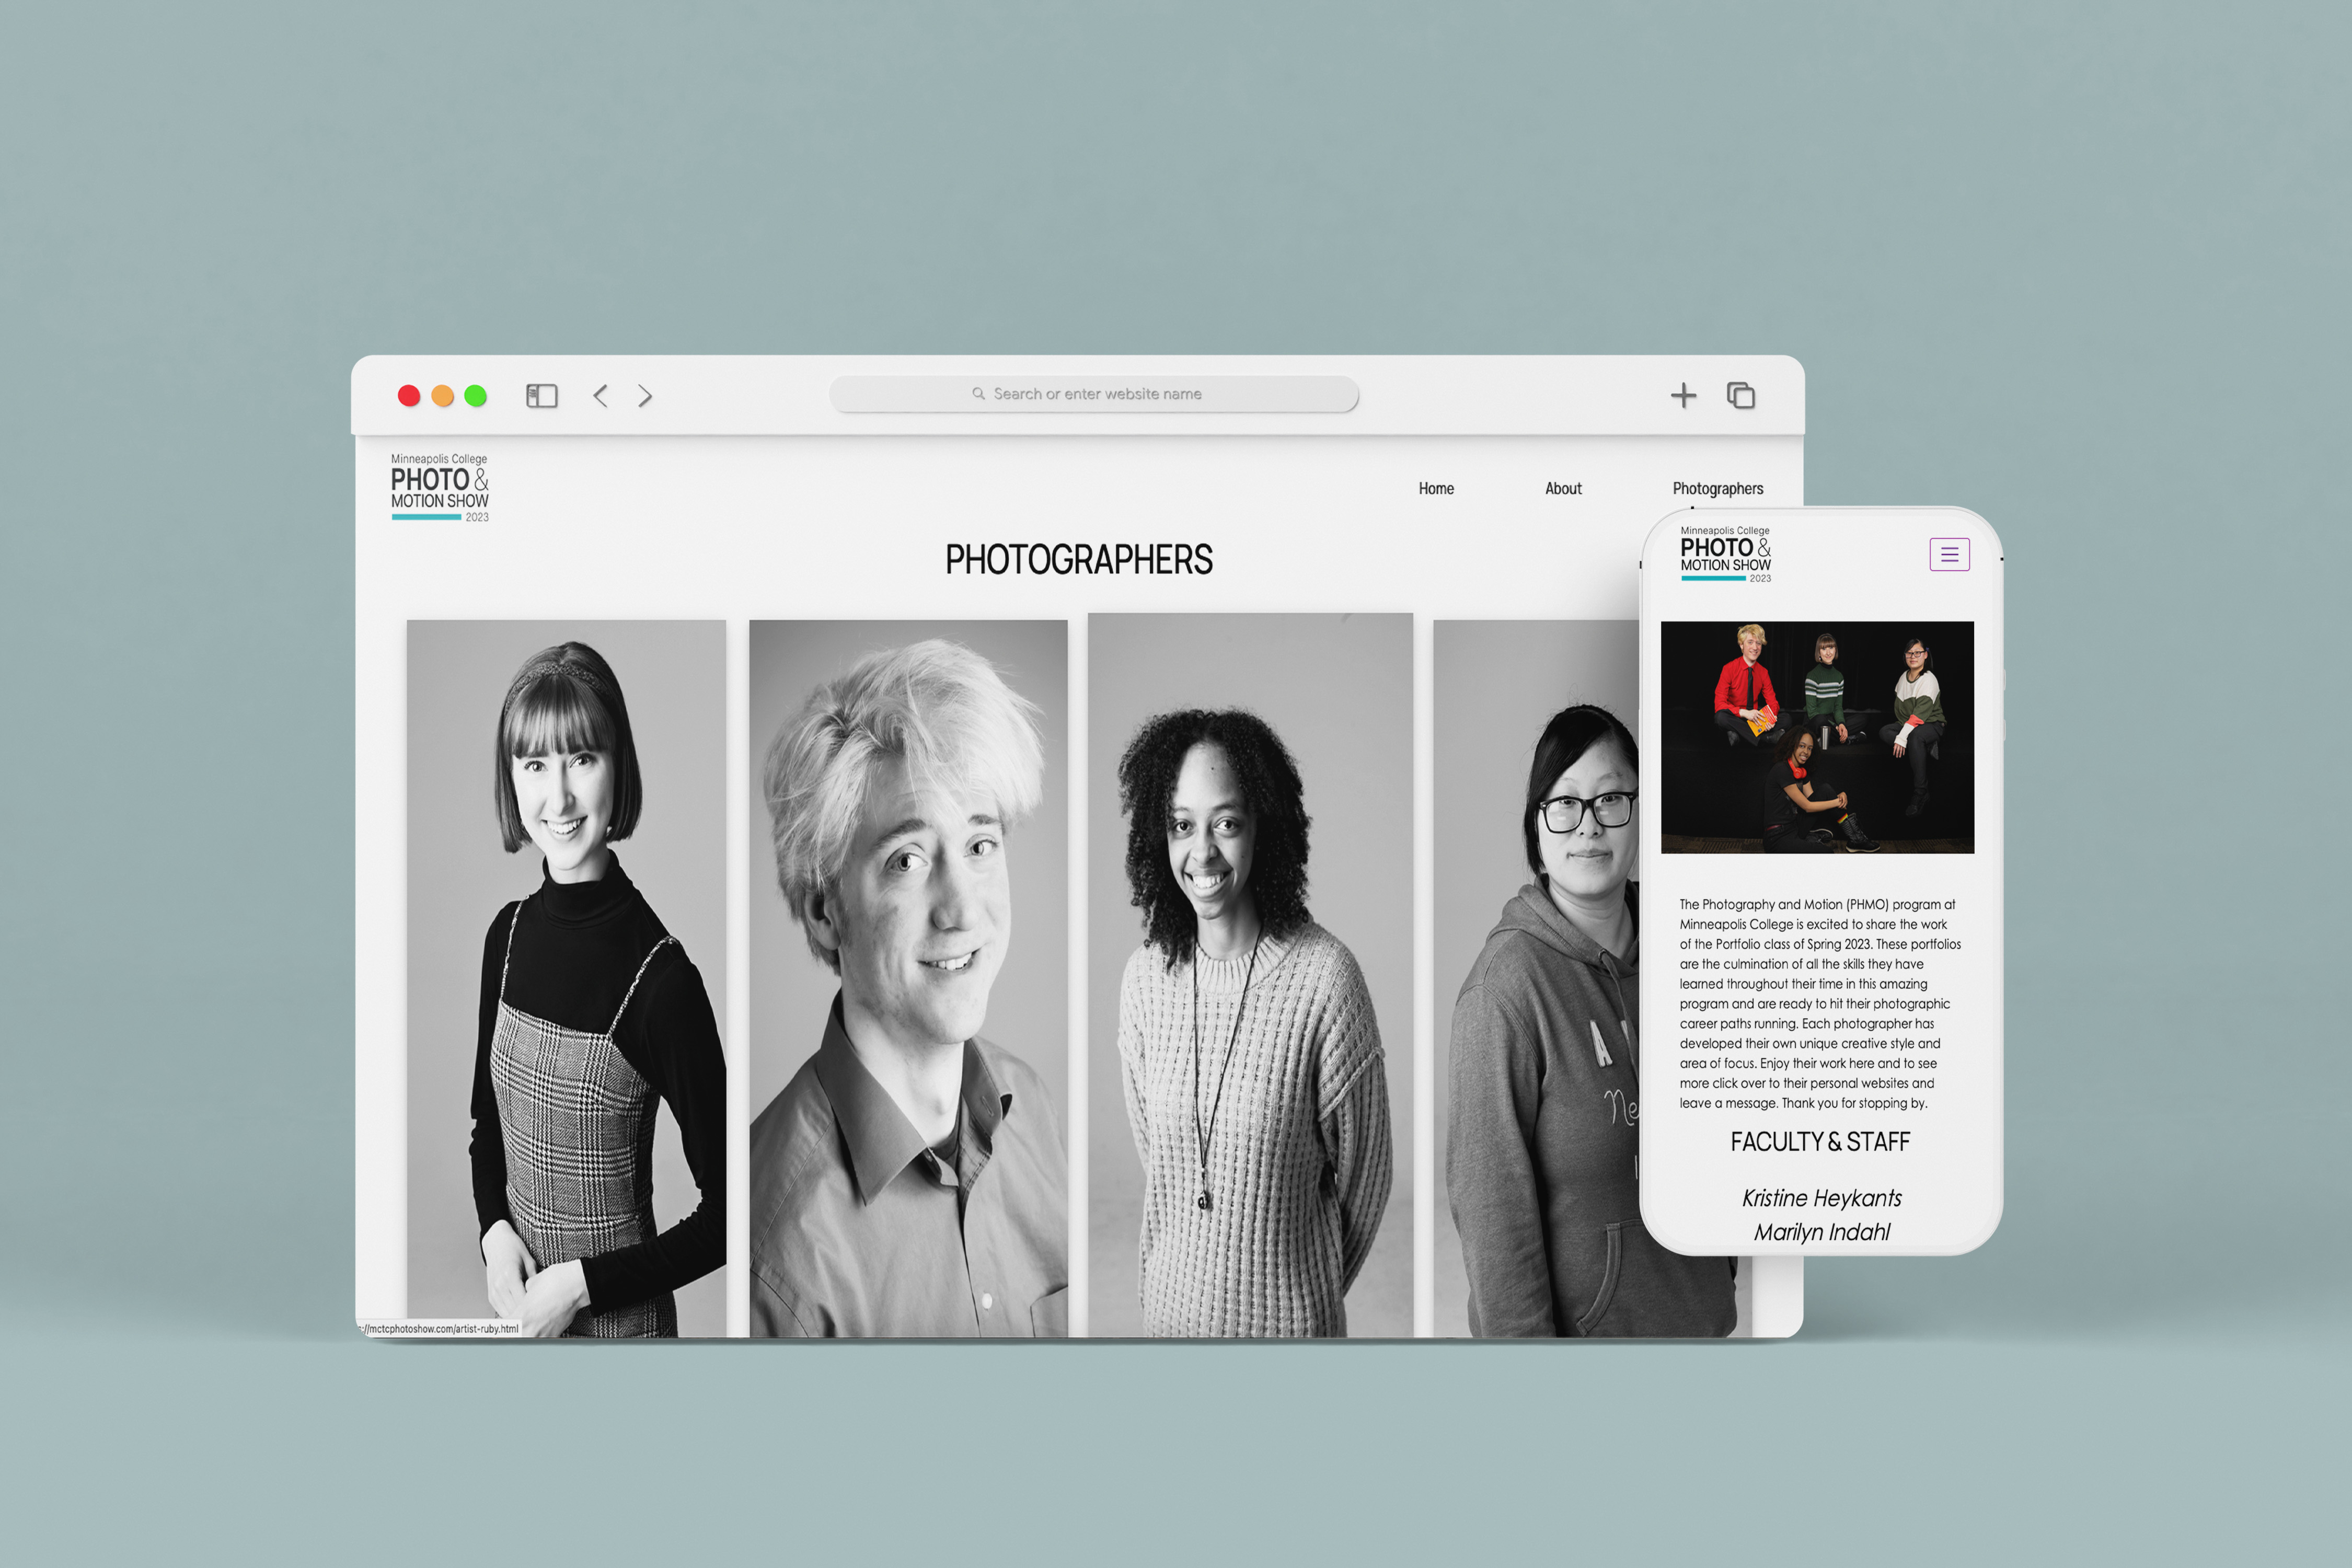 Search or enter website name
Minneapolis College
PHOTO &
MOTION SHOW
2023
Home
About
Photographers
PHOTOGRAPHERS
A
Ne
://mctcphotoshow.com/artist-ruby.html
Minneapolis College
PHOTO &
MOTION SHOW
2023
The Photography and Motion (PHMO) program at
Minneapolis College is excited to share the work
of the Portfolio class of Spring 2023. These portfolios
are the culmination of all the skills they have
learned throughout their time in this amazing
program and are ready to hit their photographic
career paths running. Each photographer has
developed their own unique creative style and
area of focus. Enjoy their work here and to see
more click over to their personal websites and
leave a message. Thank you for stopping by.
FACULTY & STAFF
Kristine Heykants
Marilyn Indahl